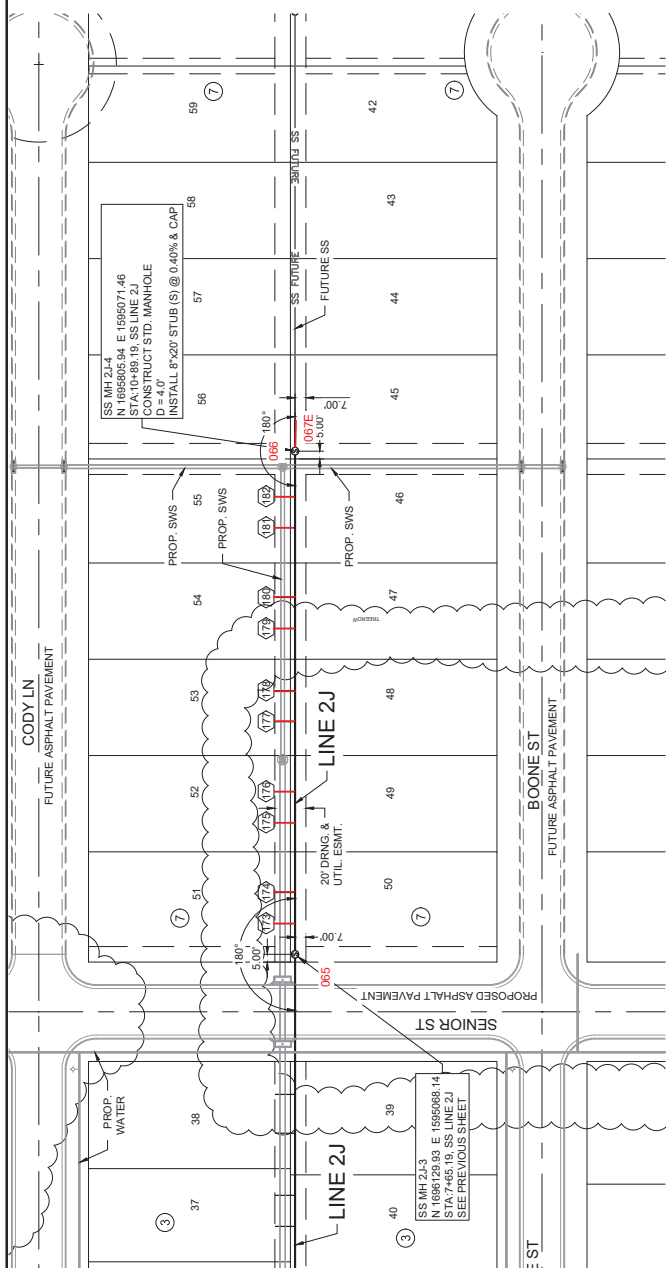 59
7
42
7
SS FUTURE
58
43
SS MH 2J-4
N 1695805.94 E 1595071.46
STA:10+89.19, SS LINE 2J
CONSTRUCT STD. MANHOLE
D = 4.0'
INSTALL 8"x20' STUB (S) @ 0.40% & CAP
57
SS FUTURE
FUTURE SS
44
56
45
180°
066
067E
5.00'
7.00'
PROP. SWS
55
PROP. SWS
PROP. SWS
182
181
46
54
180
179
47
TREEROW
CODY LN
FUTURE ASPHALT PAVEMENT
53
178
177
LINE 2J
48
BOONE ST
FUTURE ASPHALT PAVEMENT
52
176
175
49
20' DRNG. &
UTIL. ESMT.
51
174
173
50
7
7
180°
5.00'
7.00'
065
PROPOSED ASPHALT PAVEMENT
SENIOR ST
PROP.
WATER
38
39
SS MH 2J-3
N 1696129.93 E 1595068.14
STA:7+65.19, SS LINE 2J
SEE PREVIOUS SHEET
37
LINE 2J
40
3
3
E ST